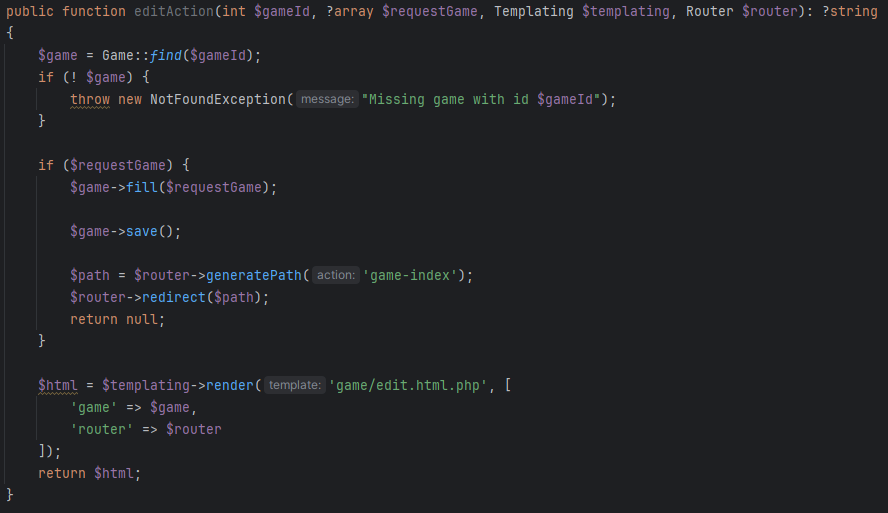 public function editAction(int $gameId, ?array $requestGame, Templating $templating, Router $router): ?string
{
    $game = Game::find($gameId);
    if (! $game) {
        throw new NotFoundException( message: "Missing game with id $gameId");
    }

    if ($requestGame) {
        $game->fill($requestGame);

        $game->save();

        $path = $router->generatePath( action: 'game-index');
        $router->redirect($path);
        return null;
    }

    $html = $templating->render( template: 'game/edit.html.php', [
        'game' => $game,
        'router' => $router
    ]);
    return $html;
}